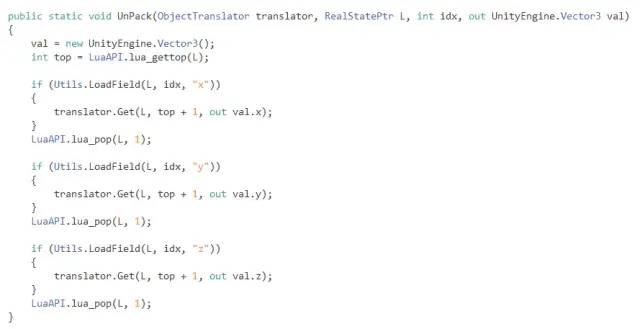 public static void UnPack(ObjectTranslator translator, RealStatePtr L, int idx, out UnityEngine.Vector3 val)
{
    val = new UnityEngine.Vector3();
    int top = LuaAPI.lua_gettop(L);

    if (Utils.LoadField(L, idx, "x"))
    {
        translator.Get(L, top + 1, out val.x);
    }
    LuaAPI.lua_pop(L, 1);

    if (Utils.LoadField(L, idx, "y"))
    {
        translator.Get(L, top + 1, out val.y);
    }
    LuaAPI.lua_pop(L, 1);

    if (Utils.LoadField(L, idx, "z"))
    {
        translator.Get(L, top + 1, out val.z);
    }
    LuaAPI.lua_pop(L, 1);
}